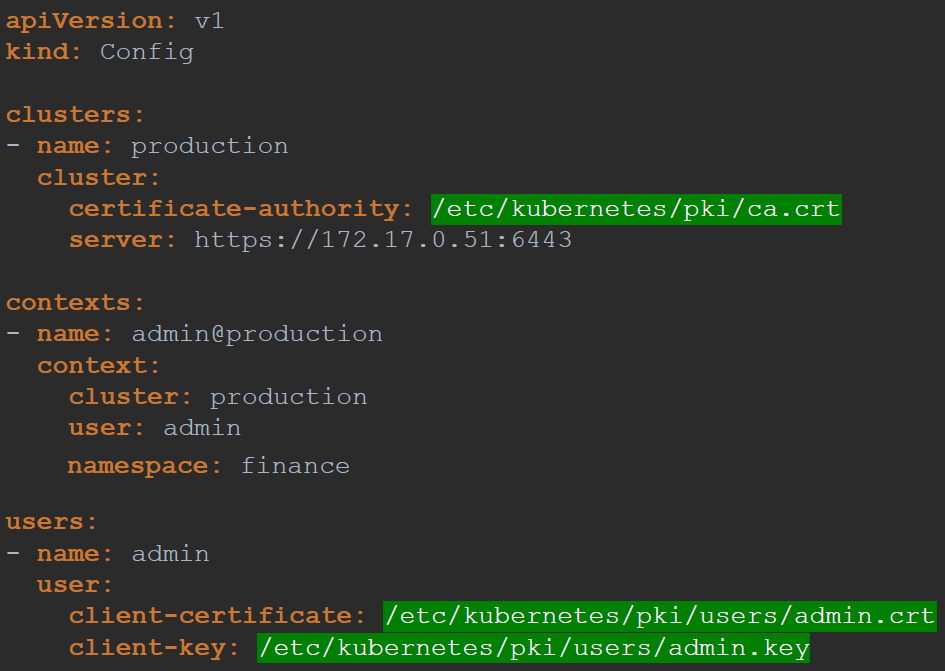 apiVersion: v1
kind: Config
clusters:
- name: production
  cluster:
    certificate-authority: /etc/kubernetes/pki/ca.crt
    server: https://172.17.0.51:6443
contexts:
- name: admin@production
  context:
    cluster: production
    user: admin
    namespace: finance
users:
- name: admin
  user:
    client-certificate: /etc/kubernetes/pki/users/admin.crt
    client-key: /etc/kubernetes/pki/users/admin.key